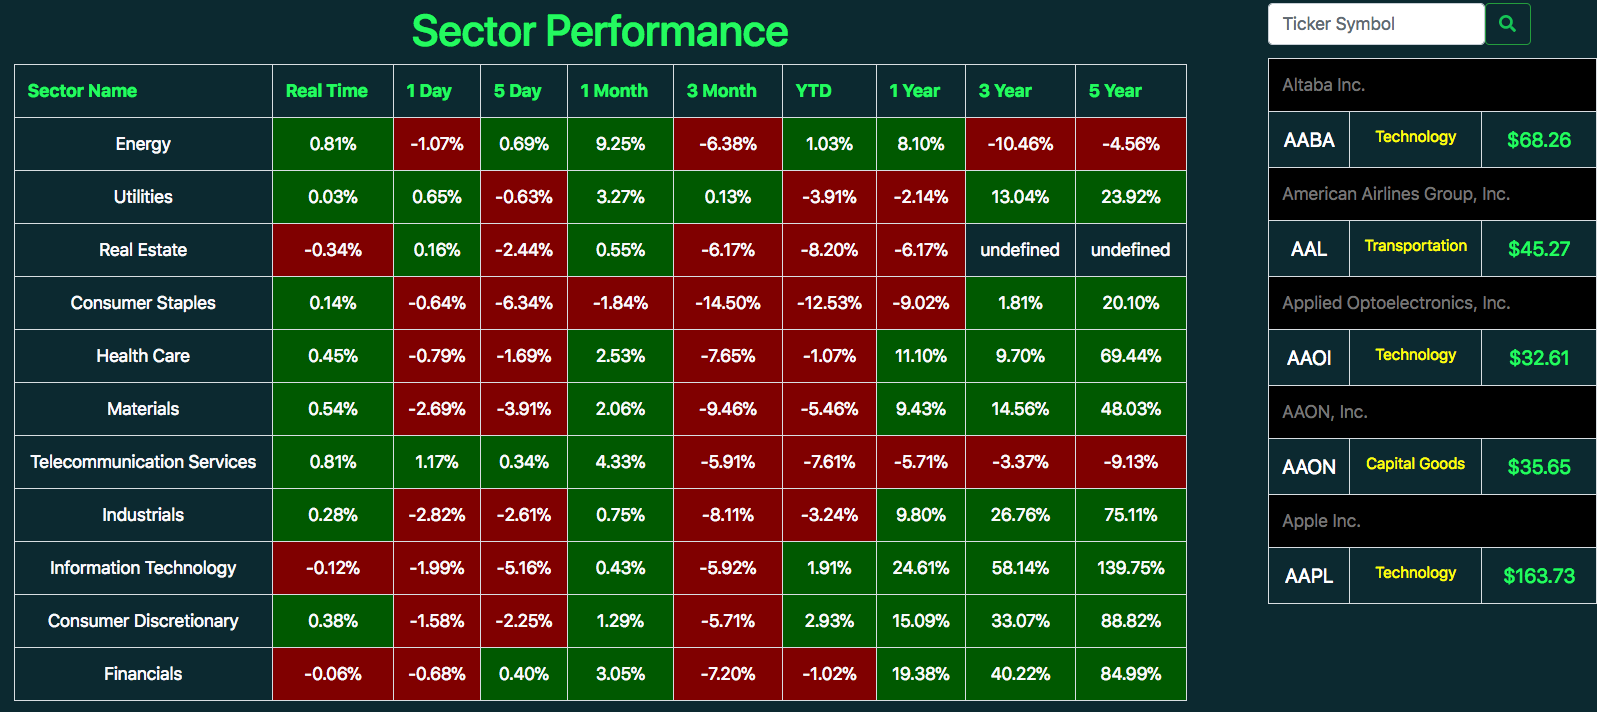 Sector Performance
Sector Name Real Time 1 Day 5 Day 1 Month 3 Month YTD 1 Year 3 Year 5 Year
Energy 0.81% -1.07% 0.69% 9.25% -6.38% 1.03% 8.10% -10.46% -4.56%
Utilities 0.03% 0.65% -0.63% 3.27% 0.13% -3.91% -2.14% 13.04% 23.92%
Real Estate -0.34% 0.16% -2.44% 0.55% -6.17% -8.20% -6.17% undefined undefined
Consumer Staples 0.14% -0.64% -6.34% -1.84% -14.50% -12.53% -9.02% 1.81% 20.10%
Health Care 0.45% -0.79% -1.69% 2.53% -7.65% -1.07% 11.10% 9.70% 69.44%
Materials 0.54% -2.69% -3.91% 2.06% -9.46% -5.46% 9.43% 14.56% 48.03%
Telecommunication Services 0.81% 1.17% 0.34% 4.33% -5.91% -7.61% -5.71% -3.37% -9.13%
Industrials 0.28% -2.82% -2.61% 0.75% -8.11% -3.24% 9.80% 26.76% 75.11%
Information Technology -0.12% -1.99% -5.16% 0.43% -5.92% 1.91% 24.61% 58.14% 139.75%
Consumer Discretionary 0.38% -1.58% -2.25% 1.29% -5.71% 2.93% 15.09% 33.07% 88.82%
Financials -0.06% -0.68% 0.40% 3.05% -7.20% -1.02% 19.38% 40.22% 84.99%
Ticker Symbol
Altaba Inc.
AABA Technology $68.26
American Airlines Group, Inc.
AAL Transportation $45.27
Applied Optoelectronics, Inc.
AAOI Technology $32.61
AAON, Inc.
AAON Capital Goods $35.65
Apple Inc.
AAPL Technology $163.73